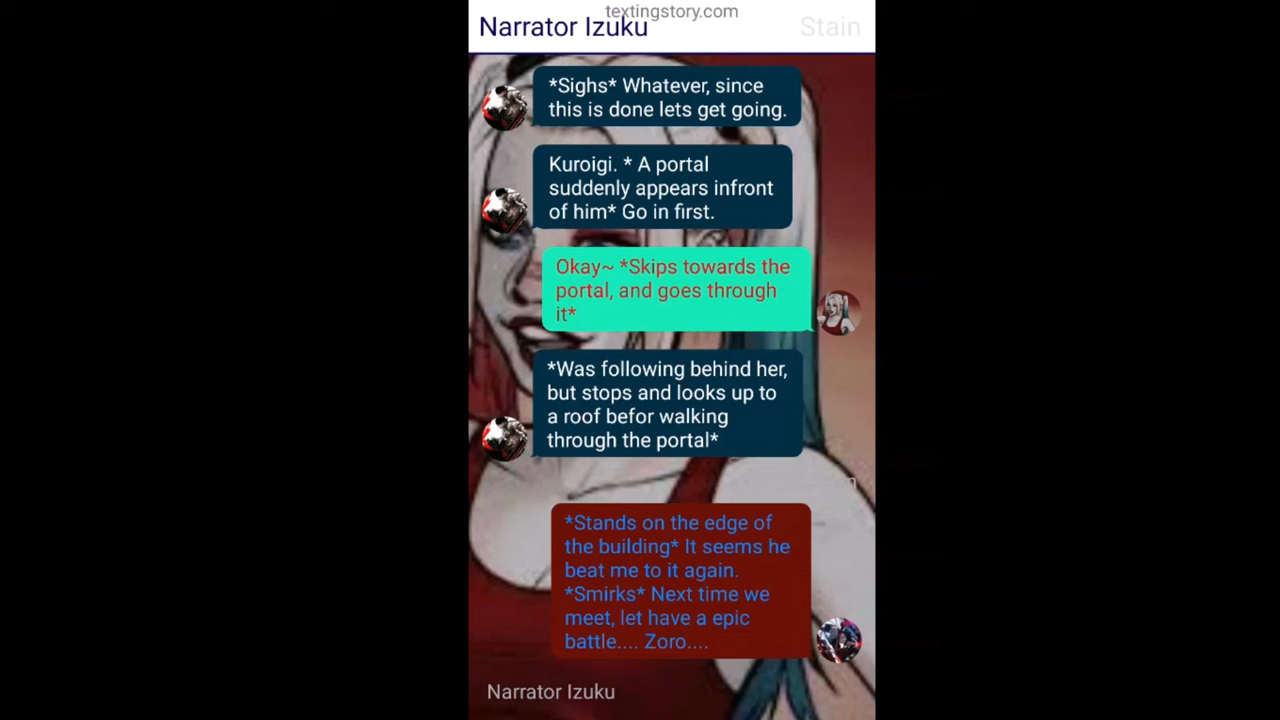 textingstory.com
Narrator Izuku
Stain
*Sighs* Whatever, since
this is done lets get going.
Kuroigi. * A portal
suddenly appears infront
of him* Go in first.
Okay~ *Skips towards the
portal, and goes through
it*
*Was following behind her,
but stops and looks up to
a roof befor walking
through the portal*
*Stands on the edge of
the building* It seems he
beat me to it again.
*Smirks* Next time we
meet, let have a epic
battle.... Zoro....
Narrator Izuku